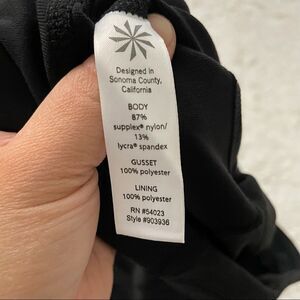 Designed in
Sonoma County,
California
BODY
87%
supplex® nylon/
13%
lycra® spandex
GUSSET
100% polyester
LINING
100% polyester
RN #54023
Style #903936